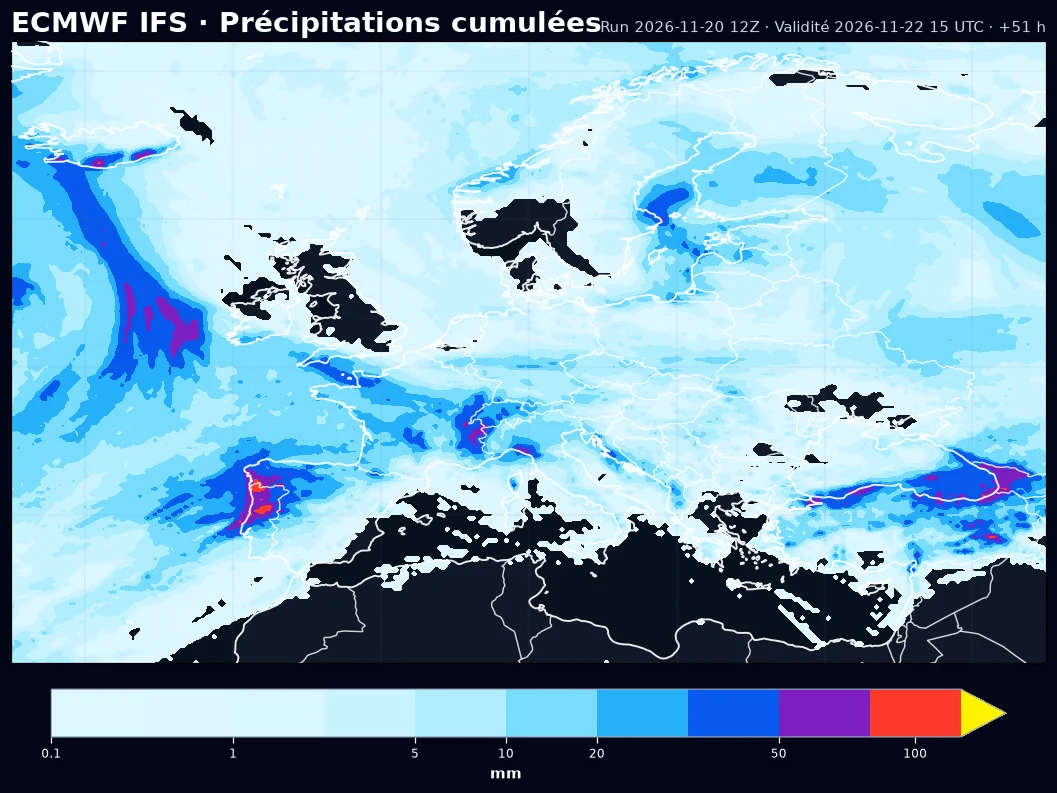 ECMWF IFS · Précipitations cumulées
Run 2026-11-20 12Z · Validité 2026-11-22 15 UTC · +51 h
0.1 1 5 10 20 50 100
mm